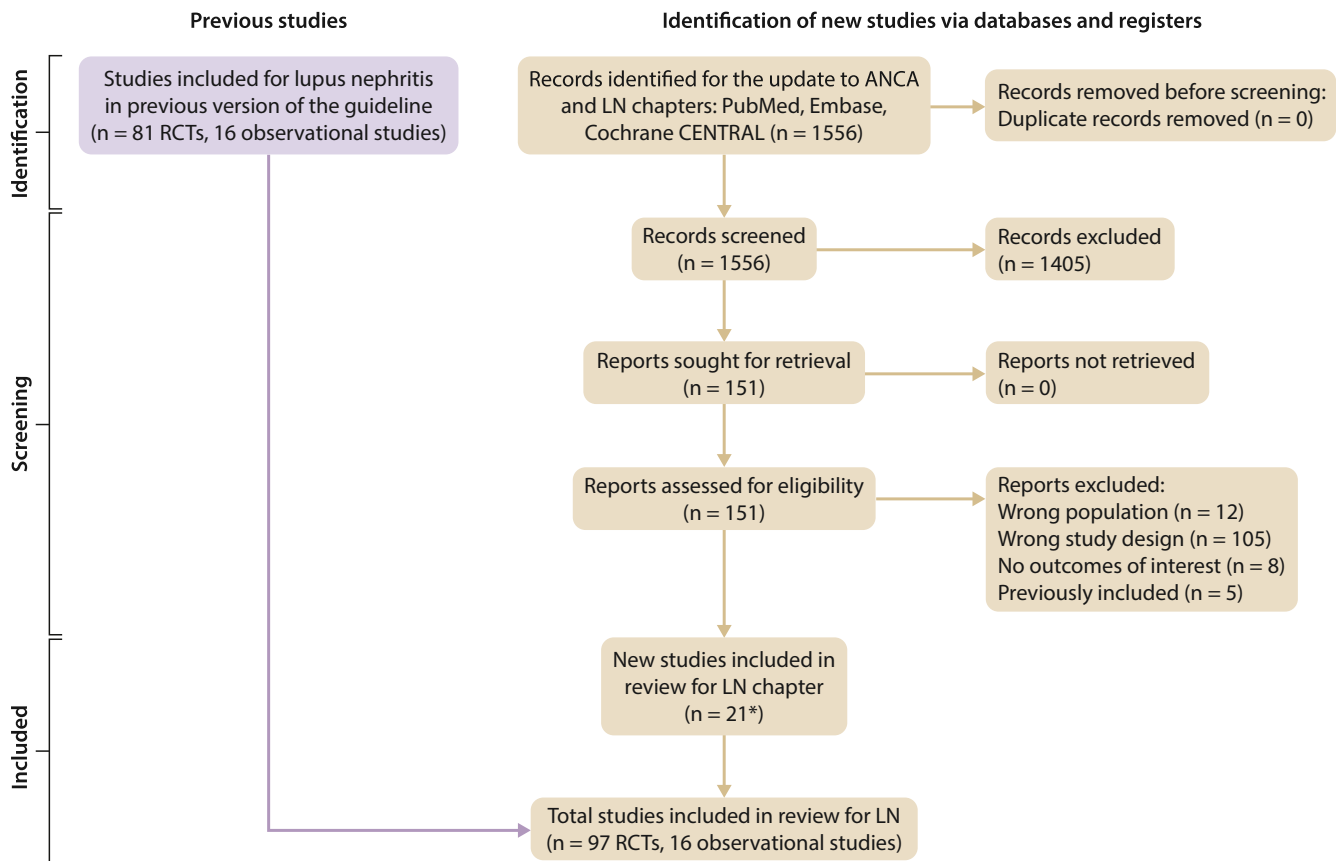 Previous studies
Identification of new studies via databases and registers
Identification
Studies included for lupus nephritis
in previous version of the guideline
(n = 81 RCTs, 16 observational studies)
Records identified for the update to ANCA
and LN chapters: PubMed, Embase,
Cochrane CENTRAL (n = 1556)
Records removed before screening:
Duplicate records removed (n = 0)
Screening
Records screened
(n = 1556)
Records excluded
(n = 1405)
Reports sought for retrieval
(n = 151)
Reports not retrieved
(n = 0)
Reports assessed for eligibility
(n = 151)
Reports excluded:
Wrong population (n = 12)
Wrong study design (n = 105)
No outcomes of interest (n = 8)
Previously included (n = 5)
Included
New studies included in
review for LN chapter
(n = 21*)
Total studies included in review for LN
(n = 97 RCTs, 16 observational studies)